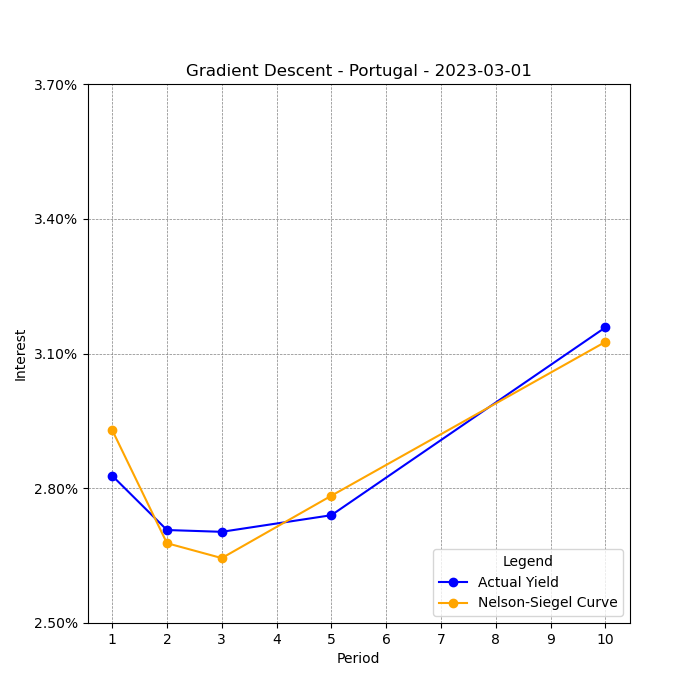 Gradient Descent - Portugal - 2023-03-01
3.70%
3.40%
3.10%
2.80%
2.50%
Interest
1 2 3 4 5 6 7 8 9 10
Period
Legend
Actual Yield
Nelson-Siegel Curve